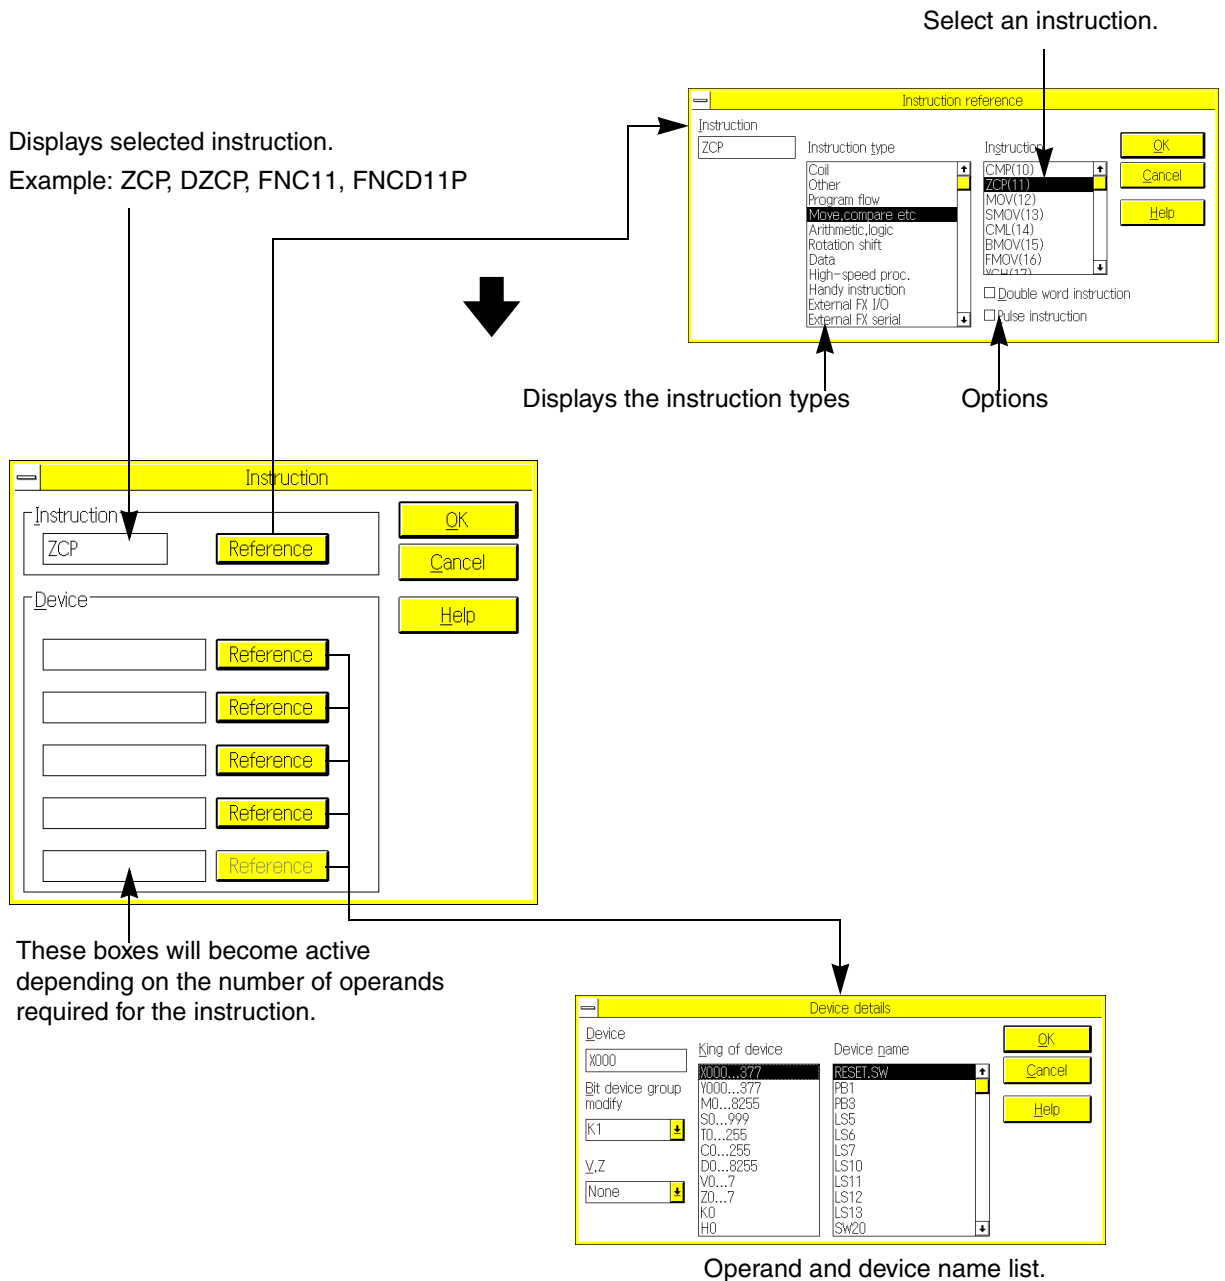 Select an instruction.
Instruction reference
Instruction
ZCP
Instruction type
Coil
Other
Program flow
Move,compare etc
Arithmetic,logic
Rotation shift
Data
High-speed proc.
Handy instruction
External FX I/O
External FX serial
Instruction
CMP(10)
ZCP(11)
MOV(12)
SMOV(13)
CML(14)
BMOV(15)
FMOV(16)
XCH(17)
Double word instruction
Pulse instruction
OK
Cancel
Help
Displays selected instruction.
Example: ZCP, DZCP, FNC11, FNCD11P
Displays the instruction types
Options
Instruction
Instruction
ZCP
Reference
OK
Cancel
Help
Device
Reference
Reference
Reference
Reference
Reference
These boxes will become active
depending on the number of operands
required for the instruction.
Device details
Device
X000
Bit device group
modify
K1
V,Z
None
King of device
X000...377
Y000...377
M0...8255
S0...999
T0...255
C0...255
D0...8255
V0...7
Z0...7
K0
H0
Device name
RESET.SW
PB1
PB3
LS5
LS6
LS7
LS10
LS11
LS12
LS13
SW20
OK
Cancel
Help
Operand and device name list.